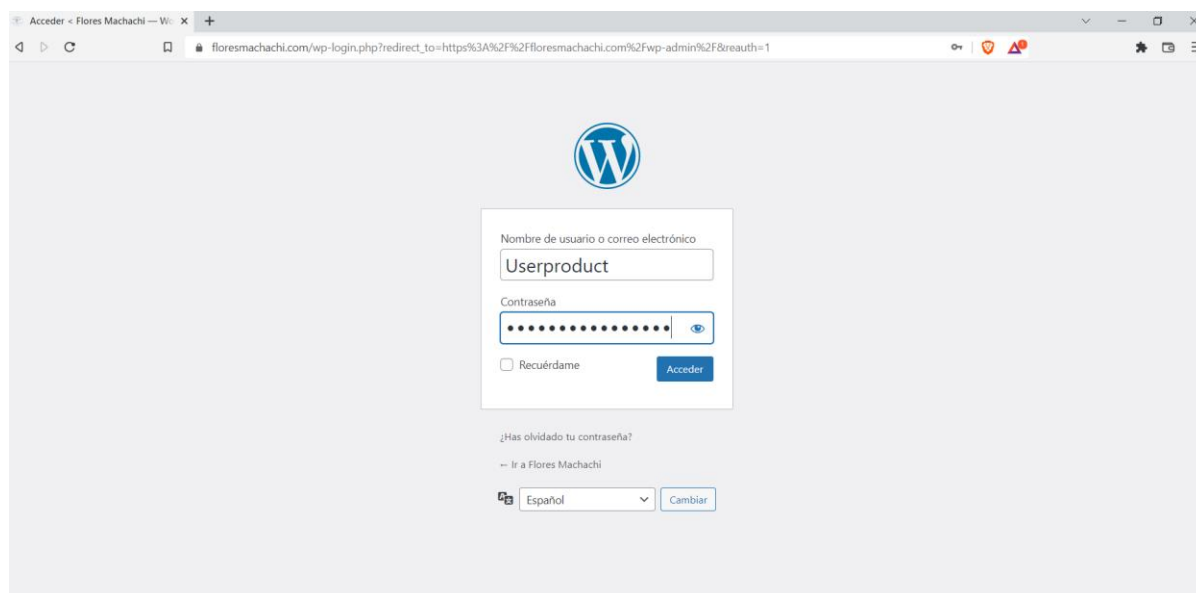 Acceder < Flores Machachi — Wo
floresmachachi.com/wp-login.php?redirect_to=https%3A%2F%2Ffloresmachachi.com%2Fwp-admin%2F&reauth=1
Nombre de usuario o correo electrónico
Userproduct
Contraseña
••••••••••••••••
Recuérdame
Acceder
¿Has olvidado tu contraseña?
← Ir a Flores Machachi
Español
Cambiar